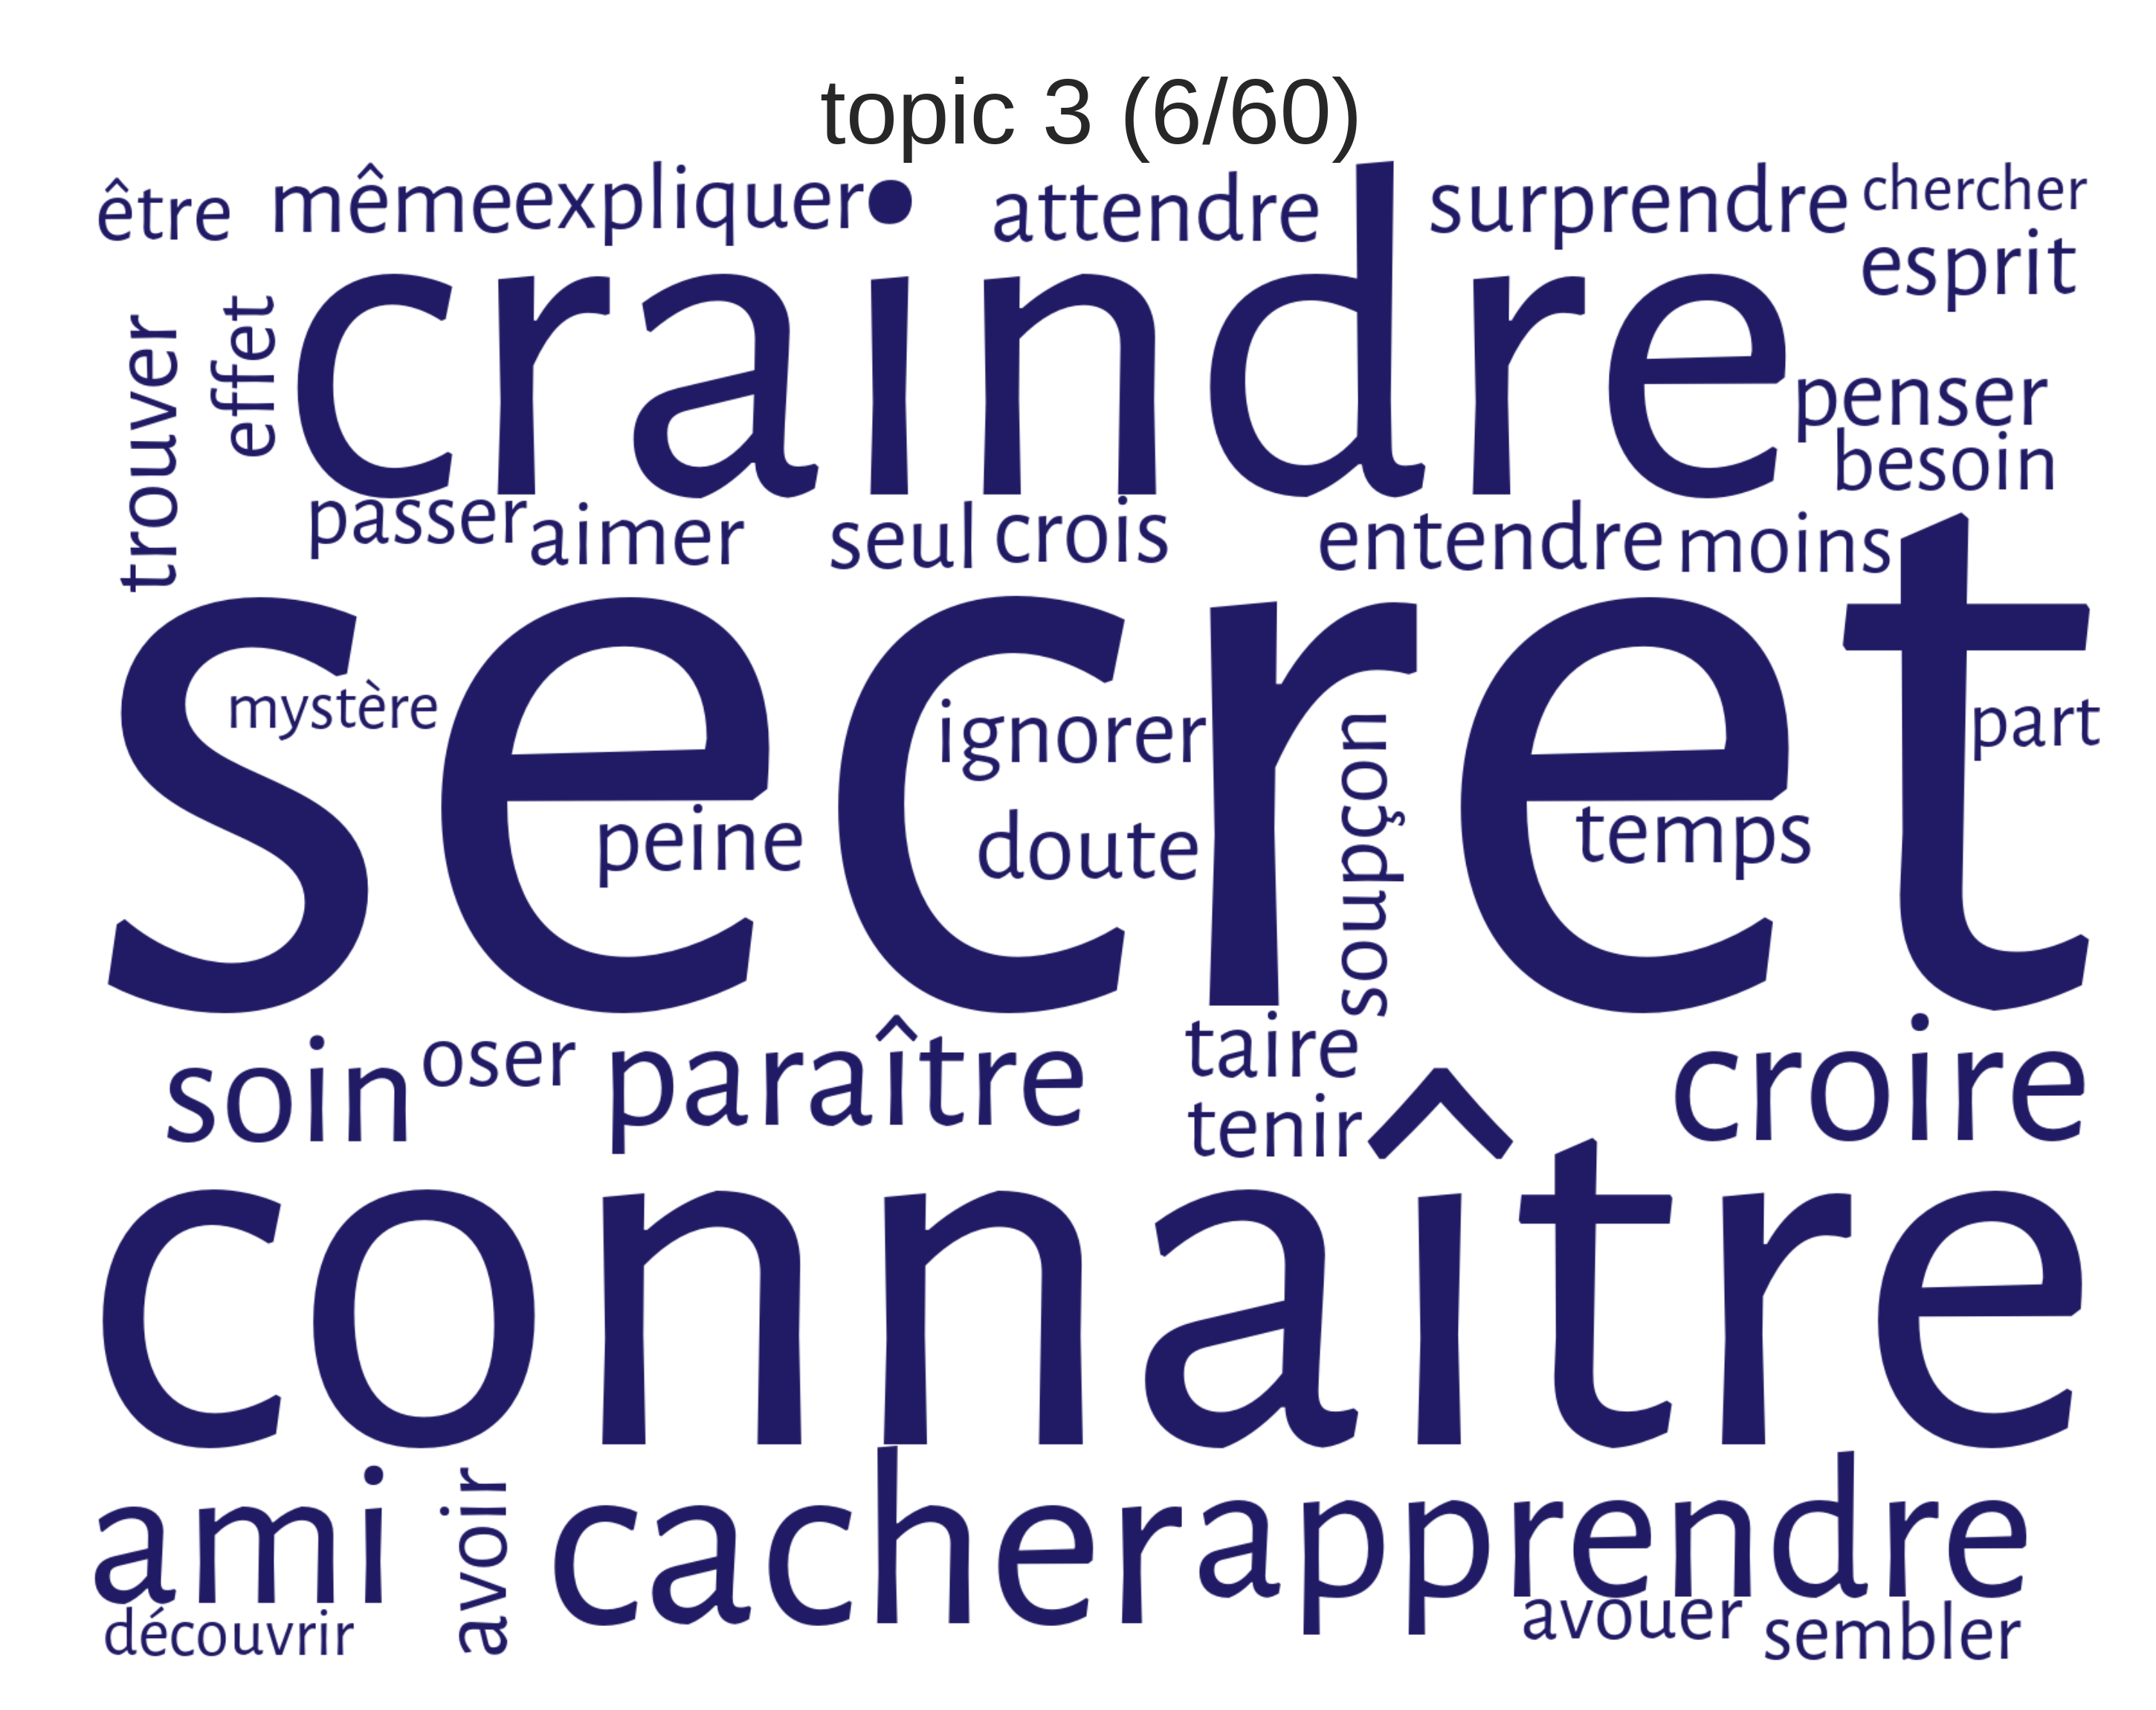 topic 3 (6/60)
être même expliquer attendre surprendre chercher
esprit
craindre
trouver
effet
penser
besoin
passer aimer seul crois entendre moins
secret
mystère
ignorer
part
peine
doute
soupçon
temps
soin oser paraître taire
croire
tenir
connaître
ami
avoir
cacher apprendre
découvrir
avouer sembler